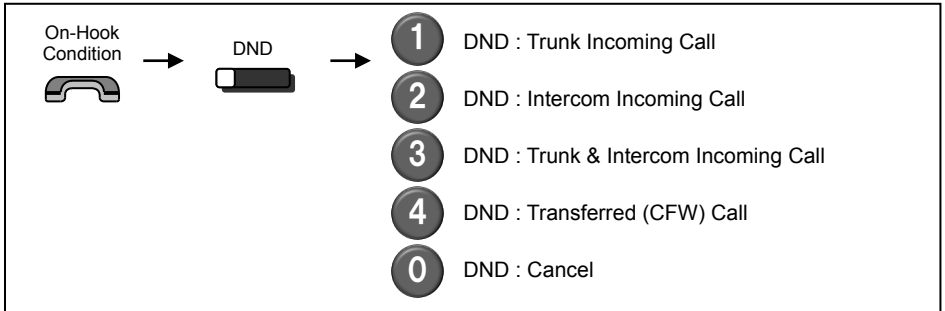 On-Hook
Condition
DND
1 DND : Trunk Incoming Call
2 DND : Intercom Incoming Call
3 DND : Trunk & Intercom Incoming Call
4 DND : Transferred (CFW) Call
0 DND : Cancel